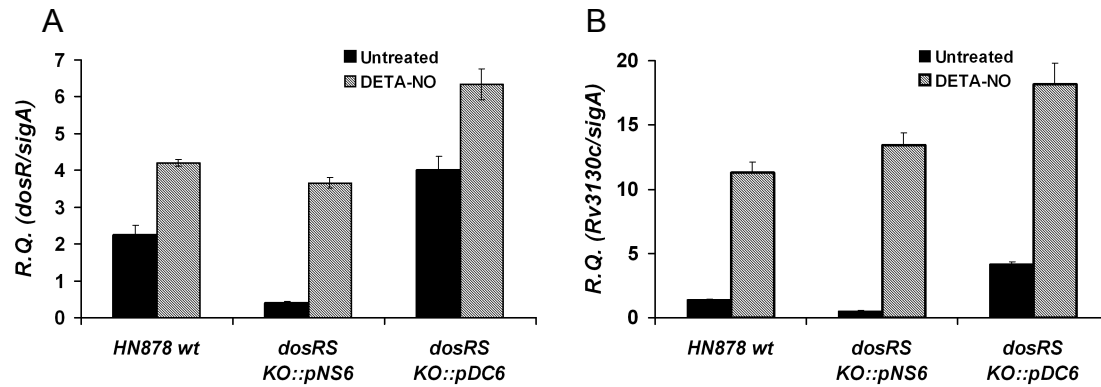 A
R.Q. (dosR/sigA)
7
6
5
4
3
2
1
0
Untreated
DETA-NO
HN878 wt
dosRS
KO::pNS6
dosRS
KO::pDC6
B
R.Q. (Rv3130c/sigA)
20
15
10
5
0
Untreated
DETA-NO
HN878 wt
dosRS
KO::pNS6
dosRS
KO::pDC6